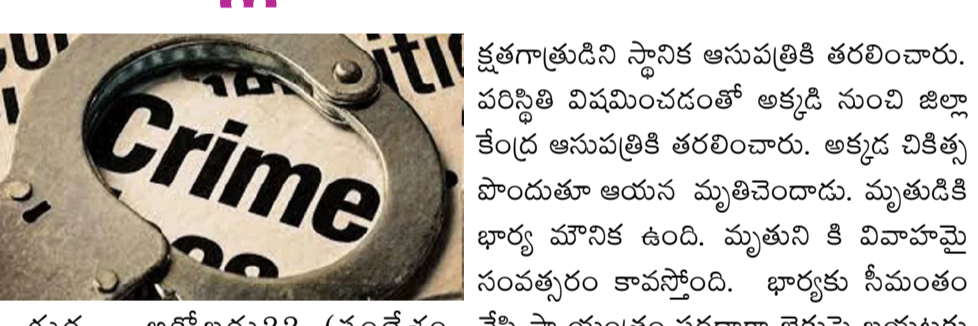 Crime
క్షతగాత్రుడిని స్థానిక ఆసుపత్రికి తరలించారు.
పరిస్థితి విషమించడంతో అక్కడి నుంచి జిల్లా
కేంద్ర ఆసుపత్రికి తరలించారు. అక్కడ చికిత్స
పొందుతూ ఆయన మృతిచెందాడు. మృతుడికి
భార్య మౌనిక ఉంది. మృతుని కి వివాహమై
సంవత్సరం కావస్తోంది. భార్యకు సీమంతం